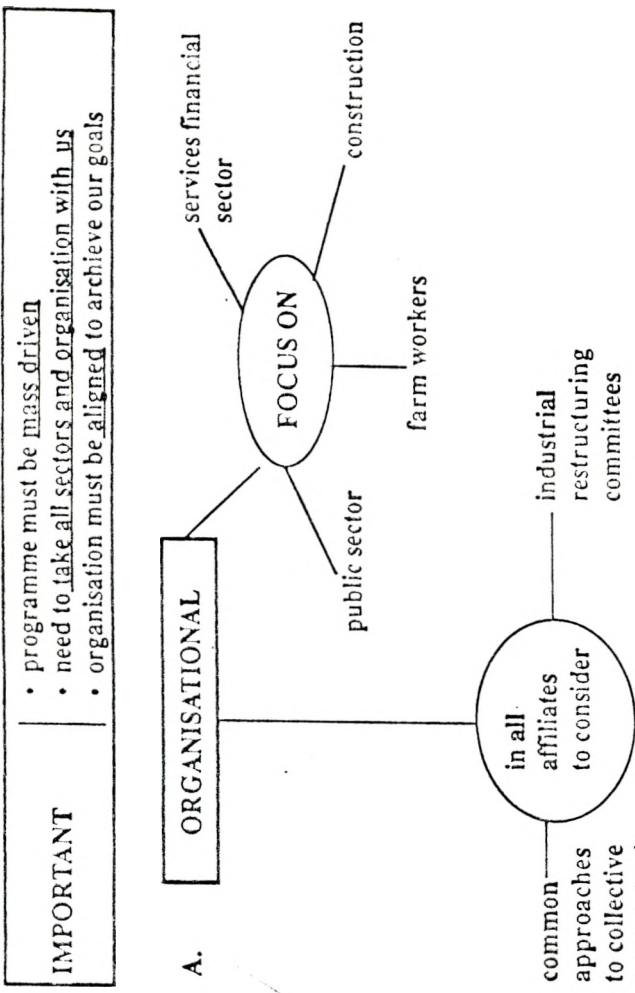 IMPORTANT
• programme must be mass driven
• need to take all sectors and organisation with us
• organisation must be aligned to archieve our goals
A.
ORGANISATIONAL
FOCUS ON
services financial
sector
construction
farm workers
public sector
in all
affiliates
to consider
common
approaches
to collective
industrial
restructuring
committees